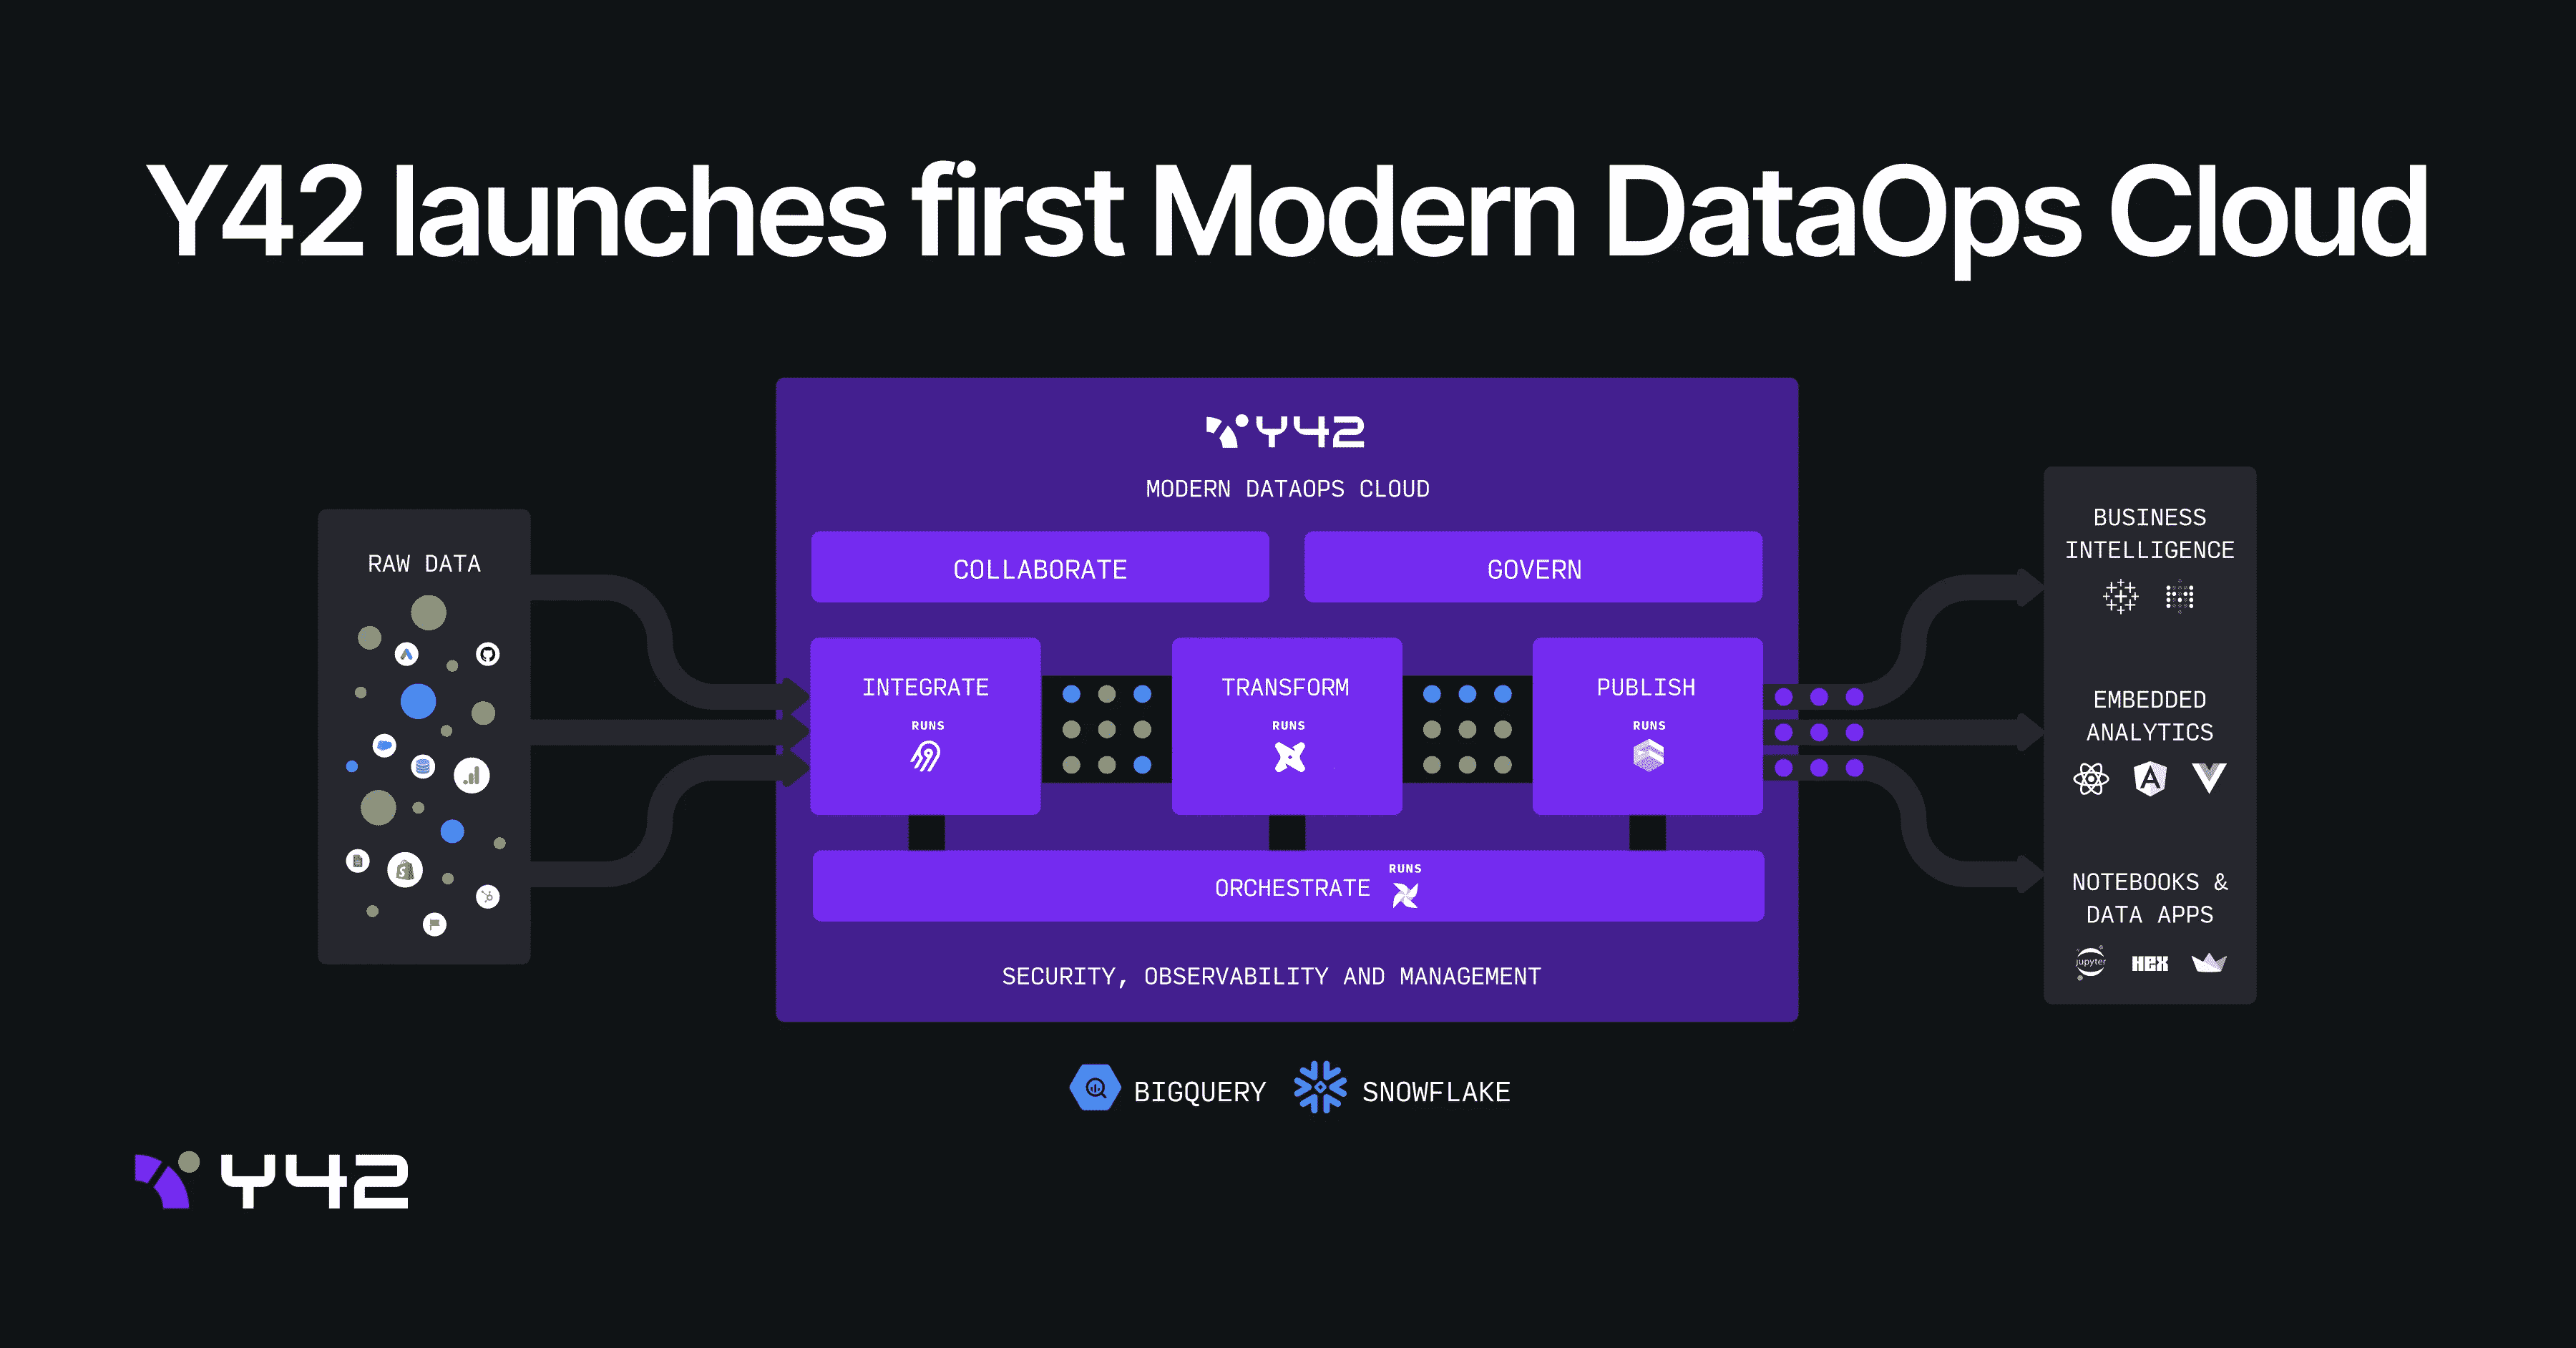 Y42 launches first Modern DataOps Cloud
Y42
MODERN DATAOPS CLOUD
COLLABORATE
GOVERN
RAW DATA
INTEGRATE
RUNS
TRANSFORM
RUNS
PUBLISH
RUNS
ORCHESTRATE
RUNS
SECURITY, OBSERVABILITY AND MANAGEMENT
BUSINESS
INTELLIGENCE
EMBEDDED
ANALYTICS
A
NOTEBOOKS &
DATA APPS
jupyter
HEX
BIGQUERY
SNOWFLAKE
Y42